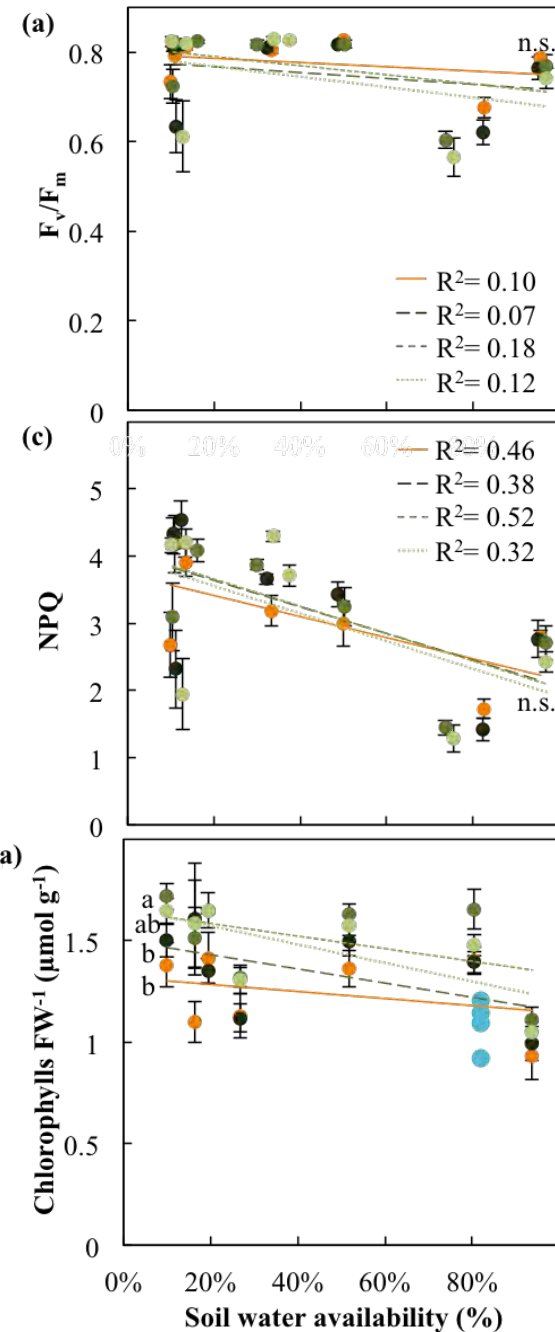 (a)
n.s.
0.8
0.6
0.4
0.2
0
Fv/Fm
R²= 0.10
R²= 0.07
R²= 0.18
R²= 0.12
(c)
0% 20% 40% 60% 80%
R²= 0.46
R²= 0.38
R²= 0.52
R²= 0.32
5
4
3
2
1
0
NPQ
n.s.
a)
a
ab
b
b
1.5
1
0.5
0
Chlorophylls FW⁻¹ (µmol g⁻¹)
0% 20% 40% 60% 80%
Soil water availability (%)